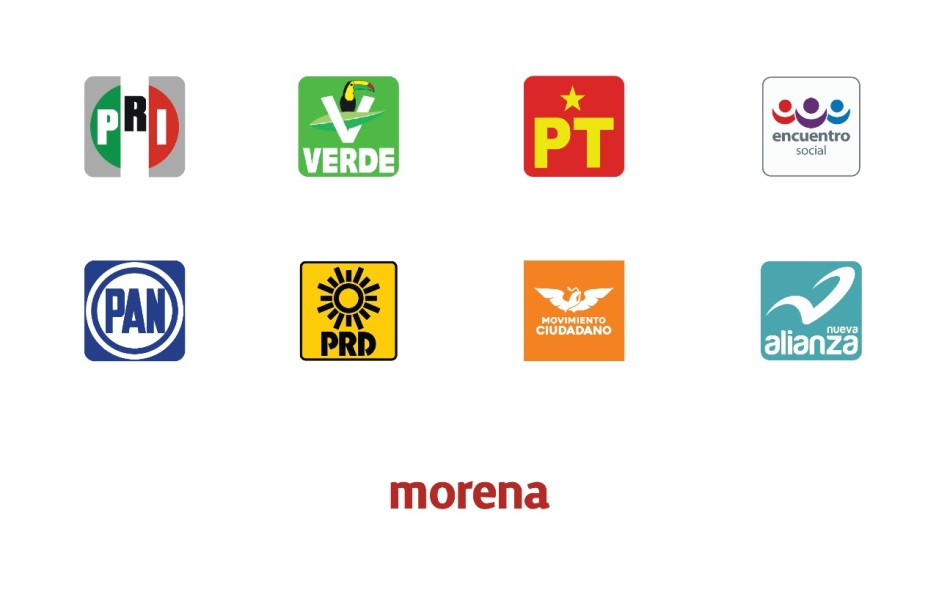 PRI
VERDE
PT
encuentro
social
PAN
PRD
MOVIMIENTO
CIUDADANO
nueva
alianza
morena